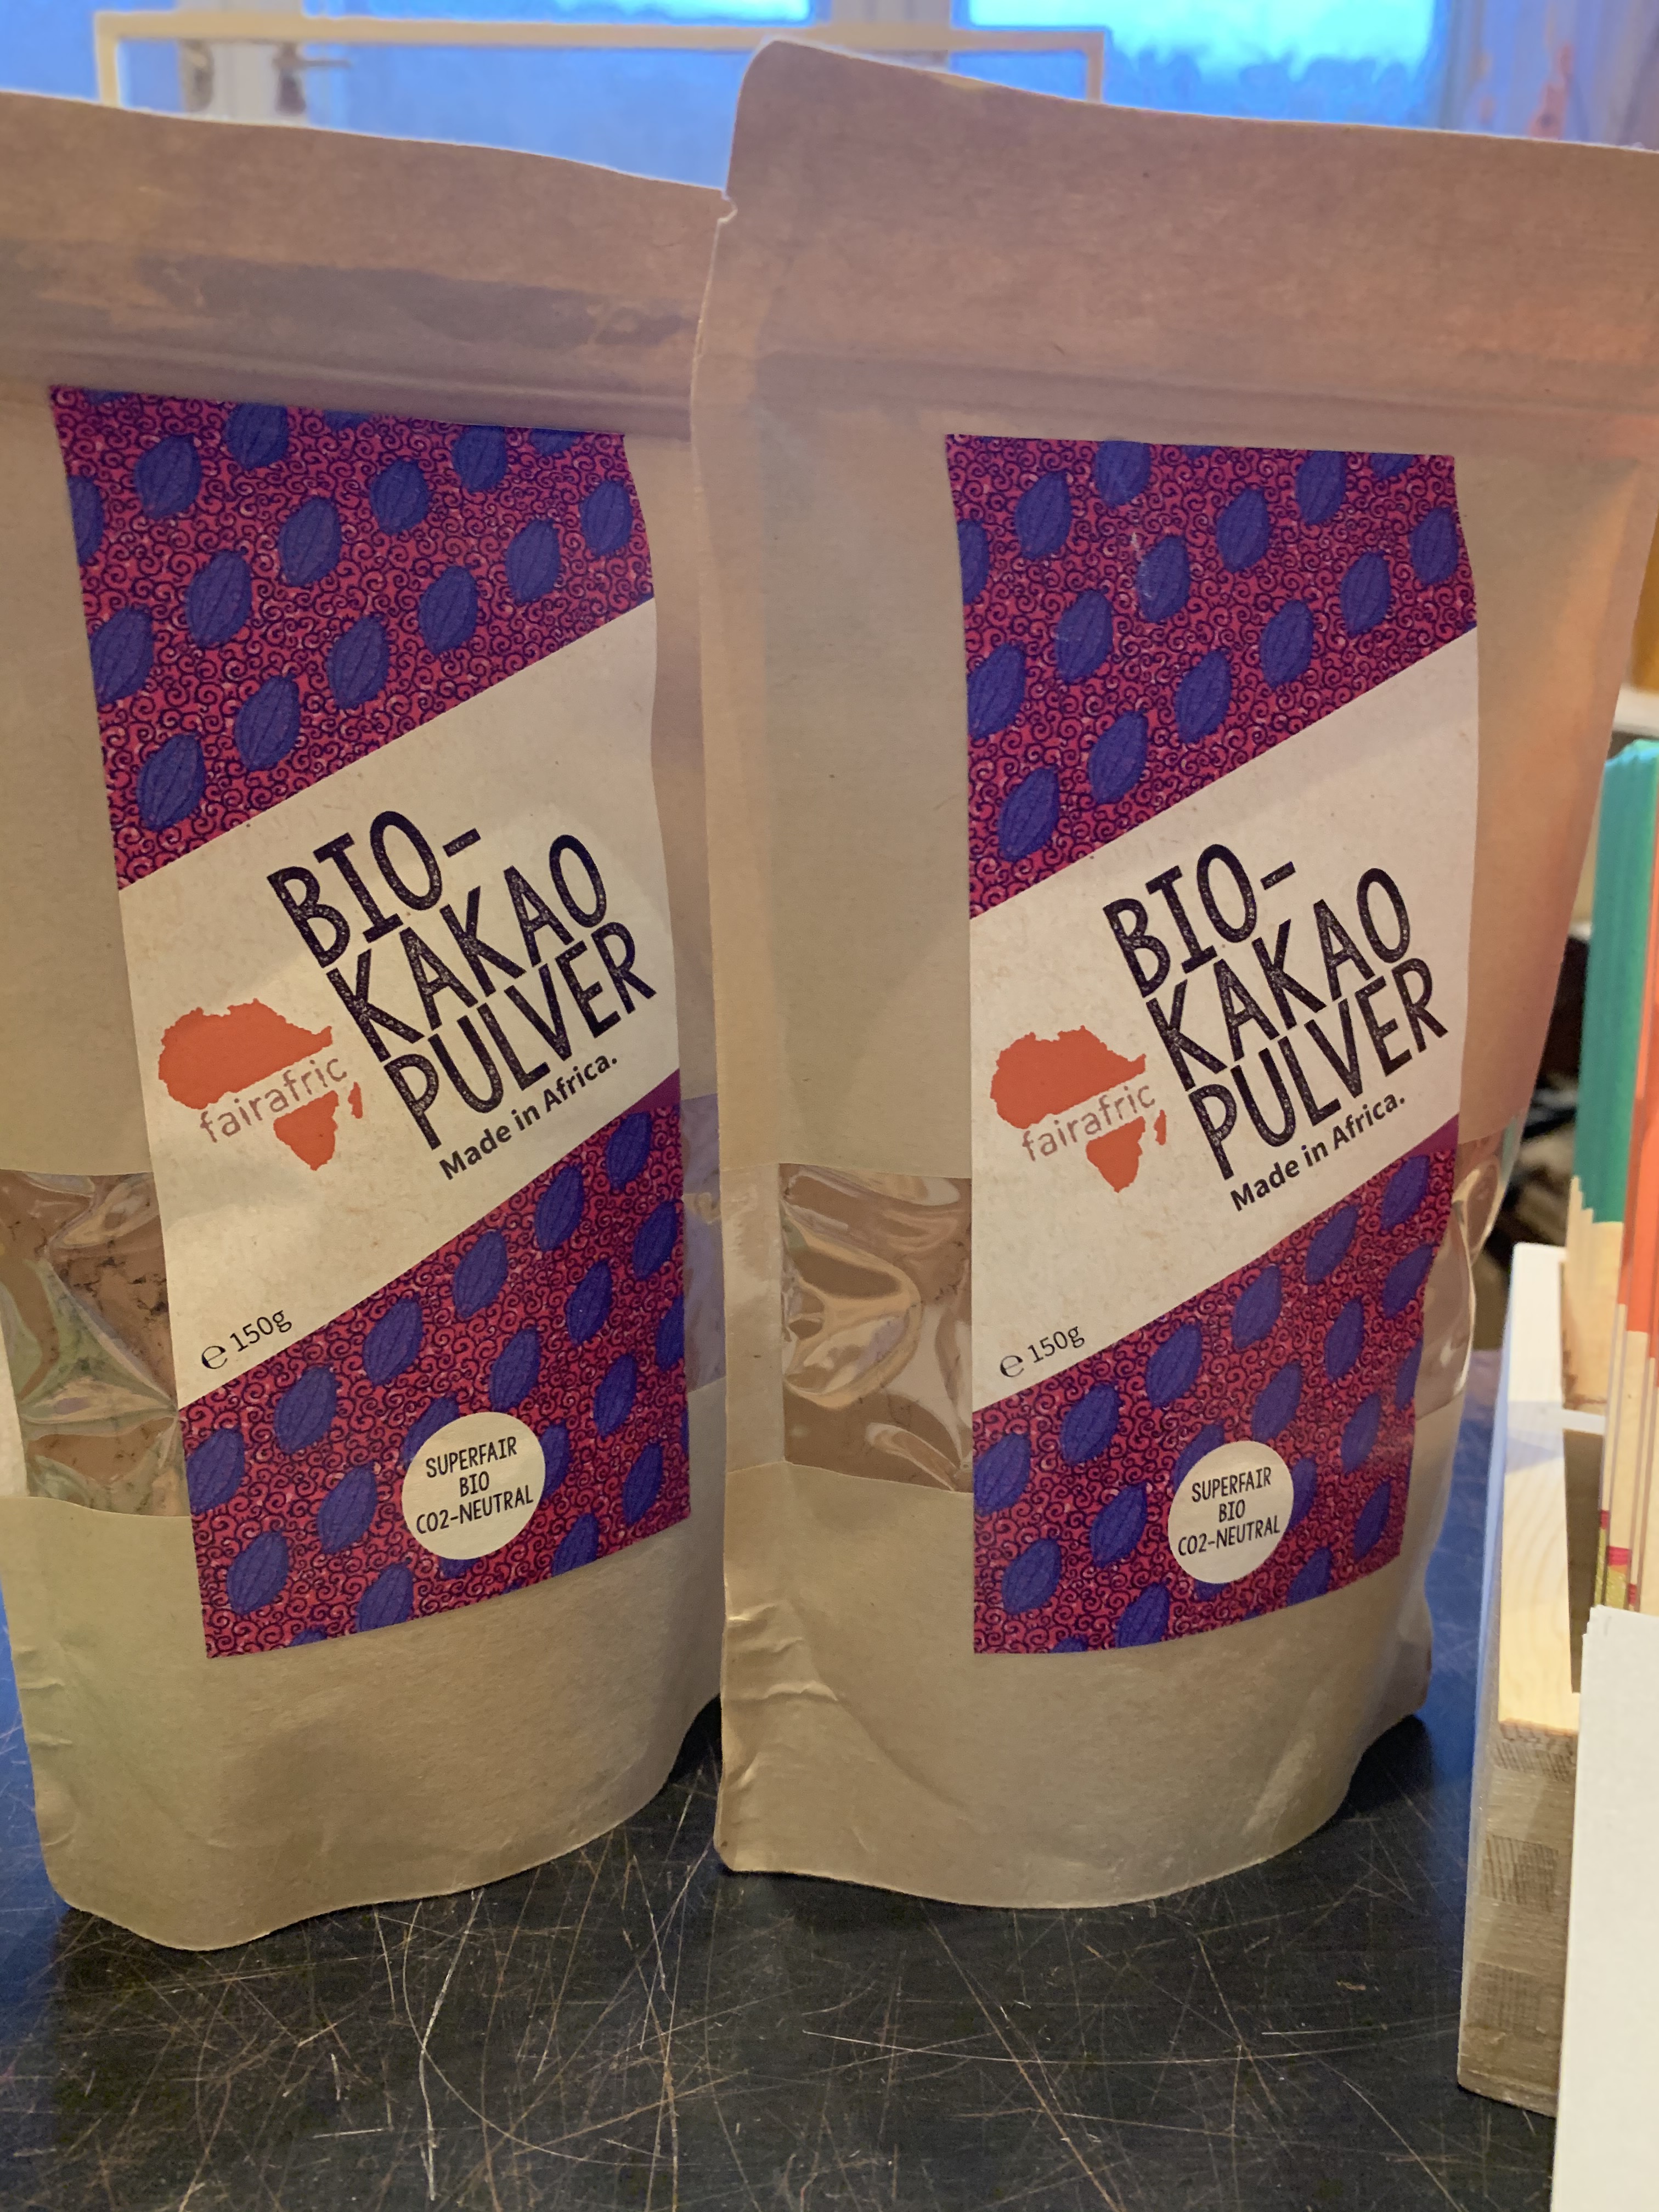 BIO-
KAKAO
PULVER
Made in Africa.
fairafric
℮ 150g
SUPERFAIR
BIO
CO2-NEUTRAL
BIO-
KAKAO
PULVER
Made in Africa.
fairafric
℮ 150g
SUPERFAIR
BIO
CO2-NEUTRAL